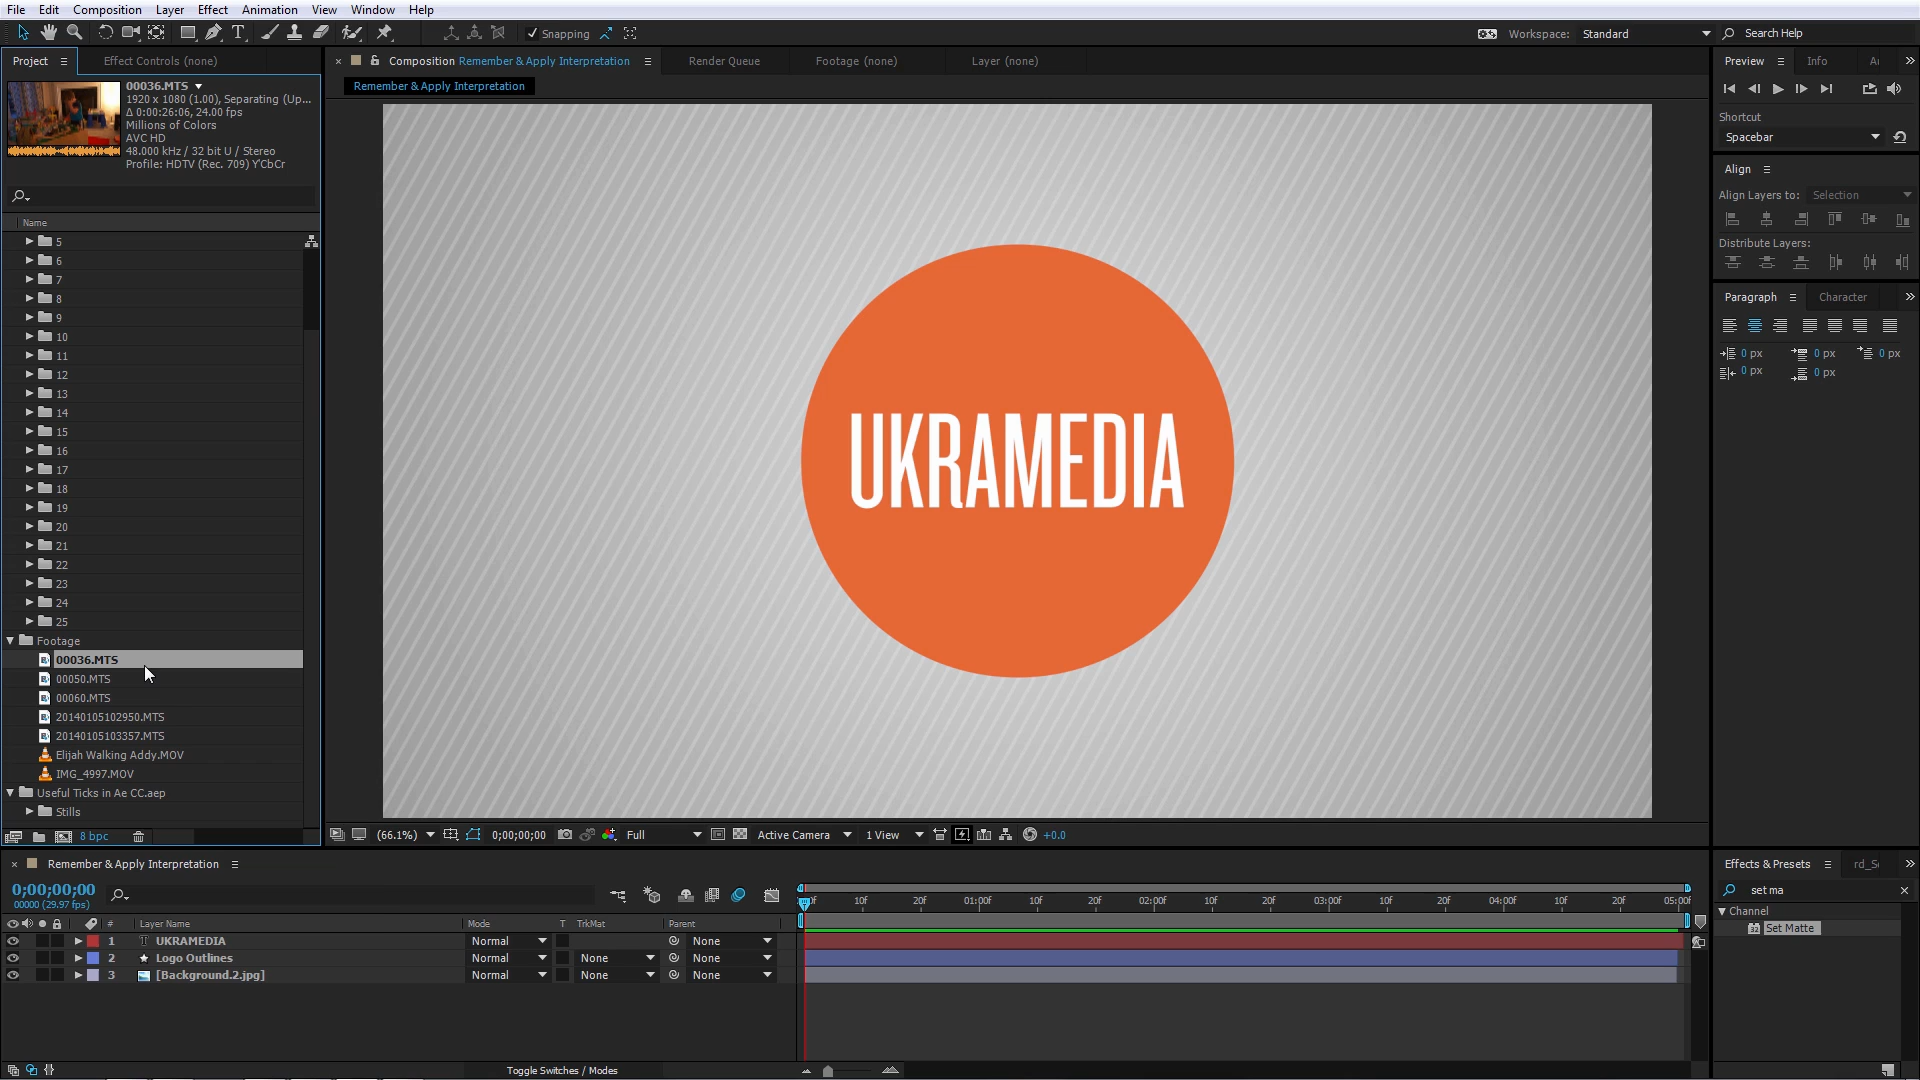 File Edit Composition Layer Effect Animation View Window Help
Snapping
Workspace: Standard
Search Help
Project
Effect Controls (none)
Composition Remember & Apply Interpretation
Render Queue
Footage (none)
Layer (none)
Preview
Info
Remember & Apply Interpretation
00036.MTS
1920 x 1080 (1.00), Separating (Up...
Δ 0:00:26:06, 24.00 fps
Millions of Colors
AVC HD
48.000 kHz / 32 bit U / Stereo
Profile: HDTV (Rec. 709) Y'CbCr
Name
5
6
7
8
9
10
11
12
13
14
15
16
17
18
19
20
21
22
23
24
25
Footage
00036.MTS
00050.MTS
00060.MTS
20140105102950.MTS
20140105103357.MTS
Elijah Walking Addy.MOV
IMG_4997.MOV
Useful Ticks in Ae CC.aep
Stills
8 bpc
UKRAMEDIA
(66.1%)
0;00;00;00
Full
Active Camera
1 View
+0.0
Shortcut
Spacebar
Align
Align Layers to: Selection
Distribute Layers:
Paragraph
Character
0 px 0 px 0 px
0 px 0 px
Remember & Apply Interpretation
0;00;00;00
00000 (29.97 fps)
# Layer Name Mode T TrkMat Parent
1 UKRAMEDIA Normal None
2 Logo Outlines Normal None None
3 [Background.2.jpg] Normal None None
10f 20f 01:00f 10f 20f 02:00f 10f 20f 03:00f 10f 20f 04:00f 10f 20f 05:00f
Toggle Switches / Modes
Effects & Presets
set ma
Channel
32
Set Matte